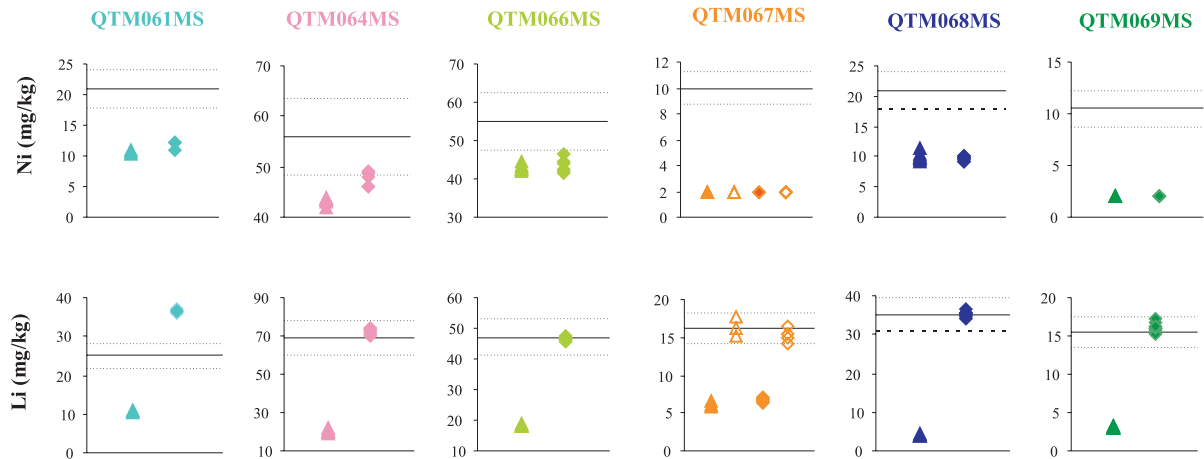 QTM061MS QTM064MS QTM066MS QTM067MS QTM068MS QTM069MS
Ni (mg/kg)
25 20 15 10 5 0
70 60 50 40
70 60 50 40 30
12 10 8 6 4 2 0
25 20 15 10 5 0
15 10 5 0
Li (mg/kg)
40 30 20 10 0
90 70 50 30 10
60 50 40 30 20 10
20 15 10 5 0
40 30 20 10 0
20 15 10 5 0